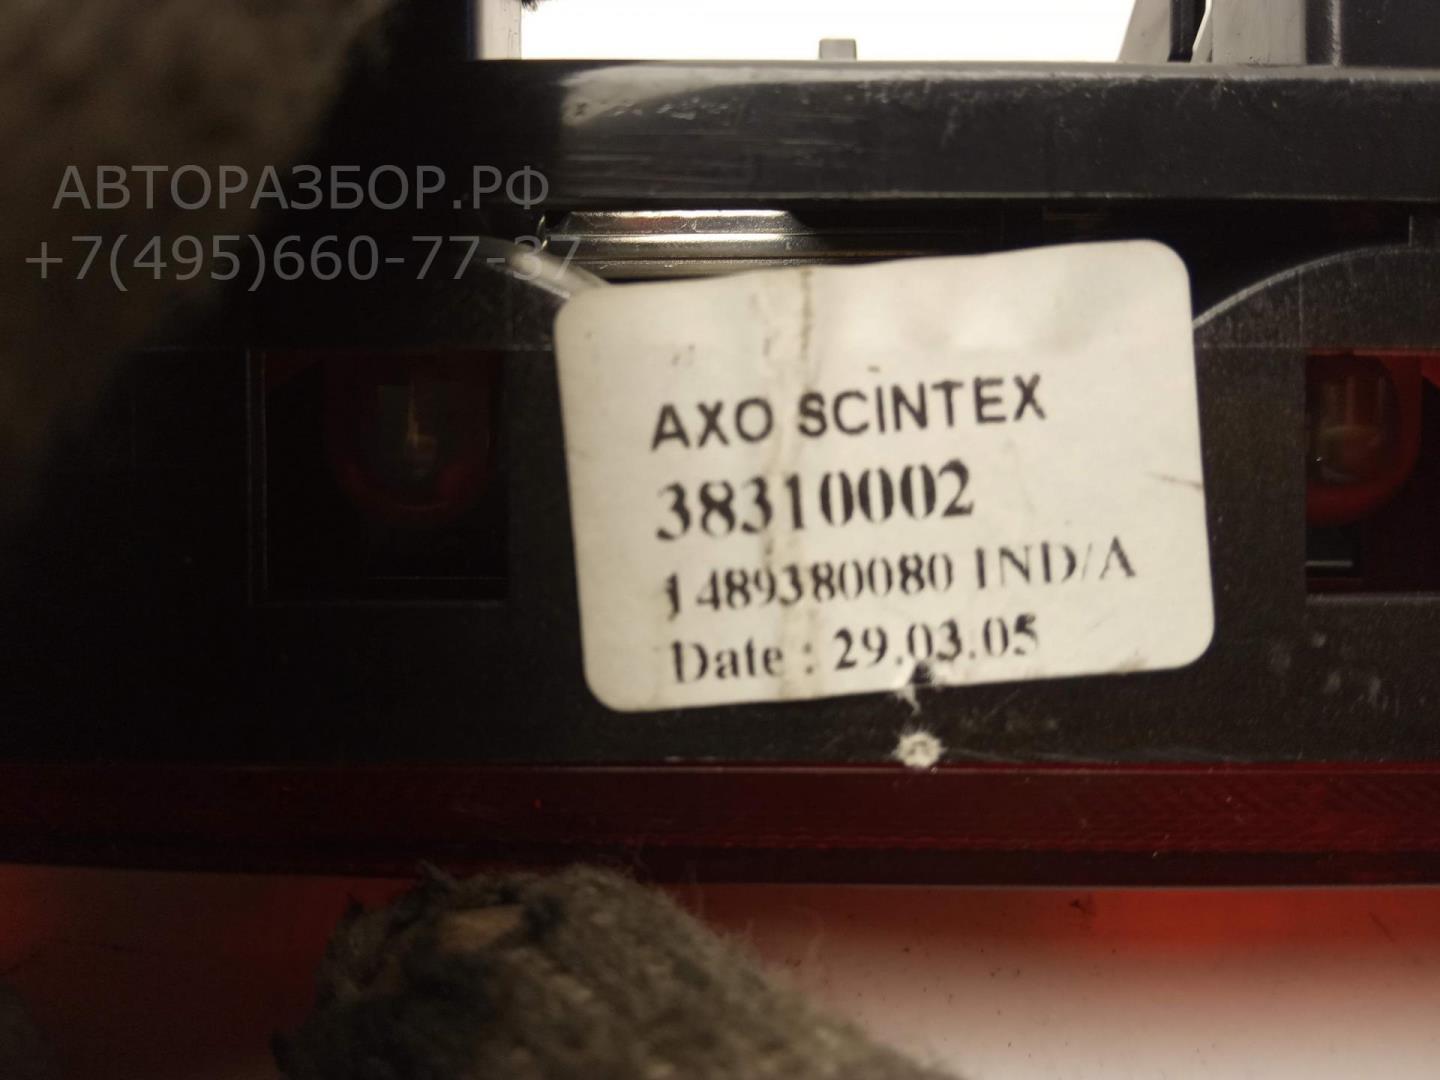 АВТОРАЗБОР.РФ
+7(495)660-77-37
AXO SCINTEX
38310002
1489380080 IND/A
Date : 29.03.05